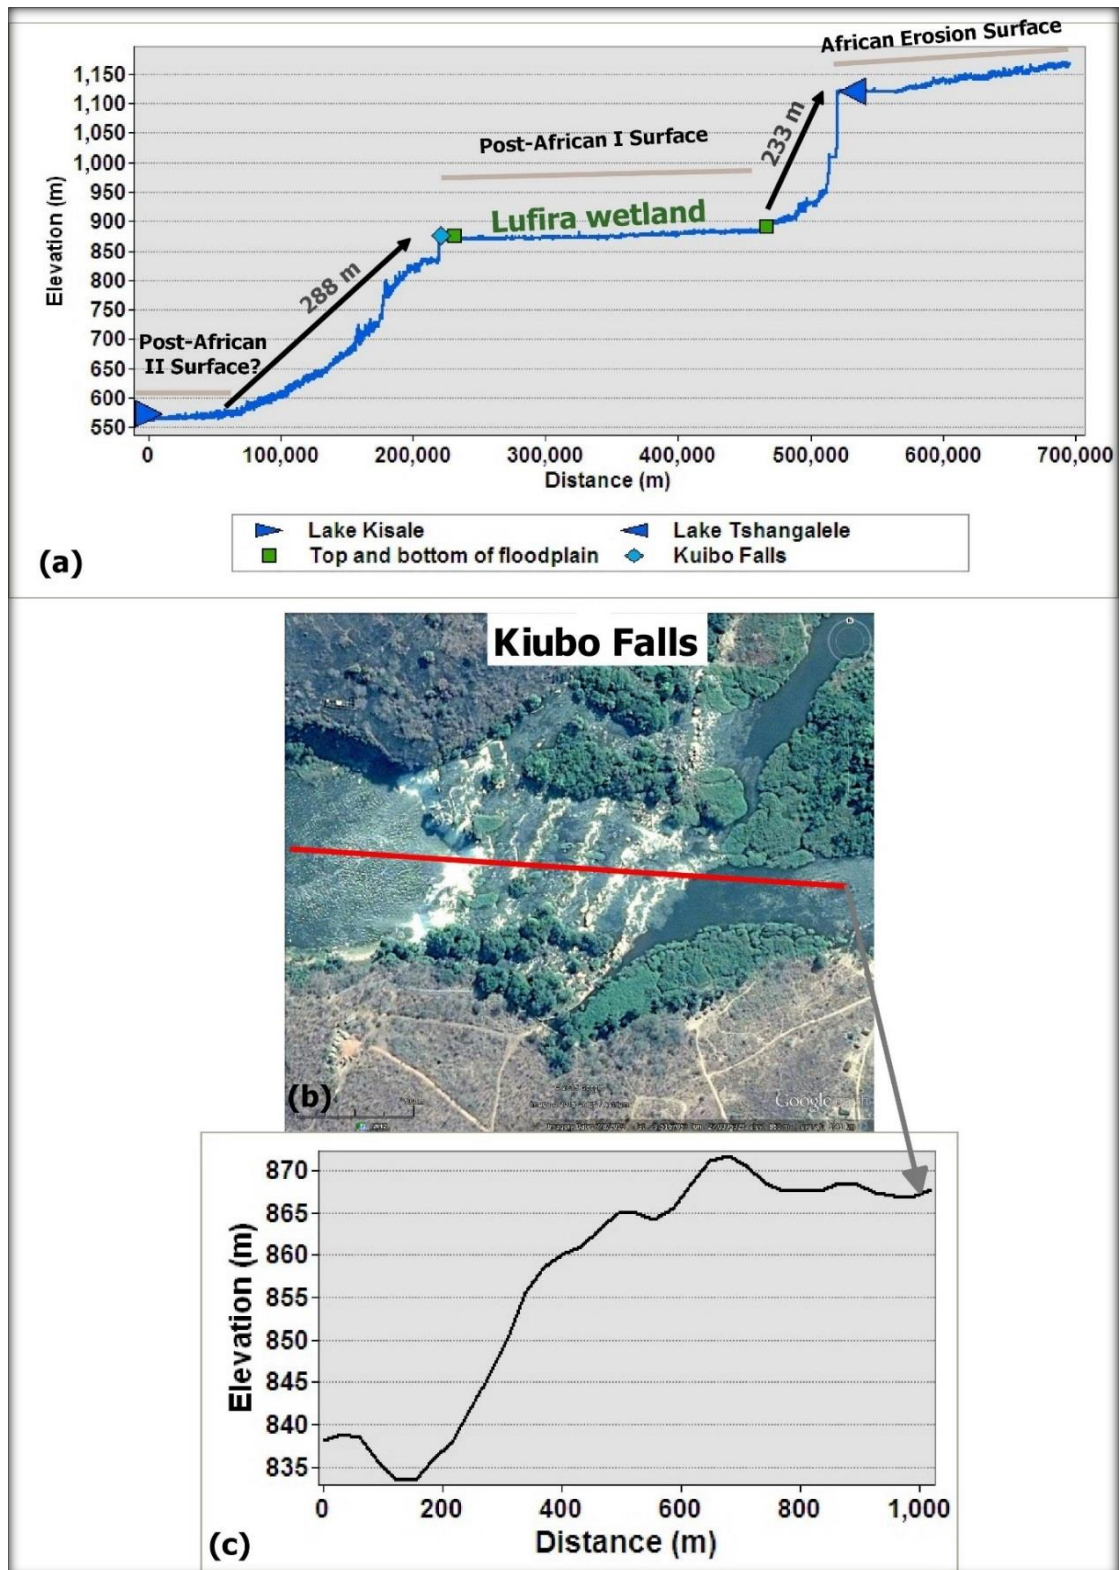 African Erosion Surface
1,150
1,100
1,050
1,000
950
900
850
800
750
700
650
600
550
Elevation (m)
233 m
Post-African I Surface
Lufira wetland
288 m
Post-African
II Surface?
0 100,000 200,000 300,000 400,000 500,000 600,000 700,000
Distance (m)
Lake Kisale Lake Tshangalele
Top and bottom of floodplain Kuibo Falls
(a)
Kiubo Falls
(b)
Google earth
870
865
860
855
850
845
840
835
Elevation (m)
0 200 400 600 800 1,000
Distance (m)
(c)